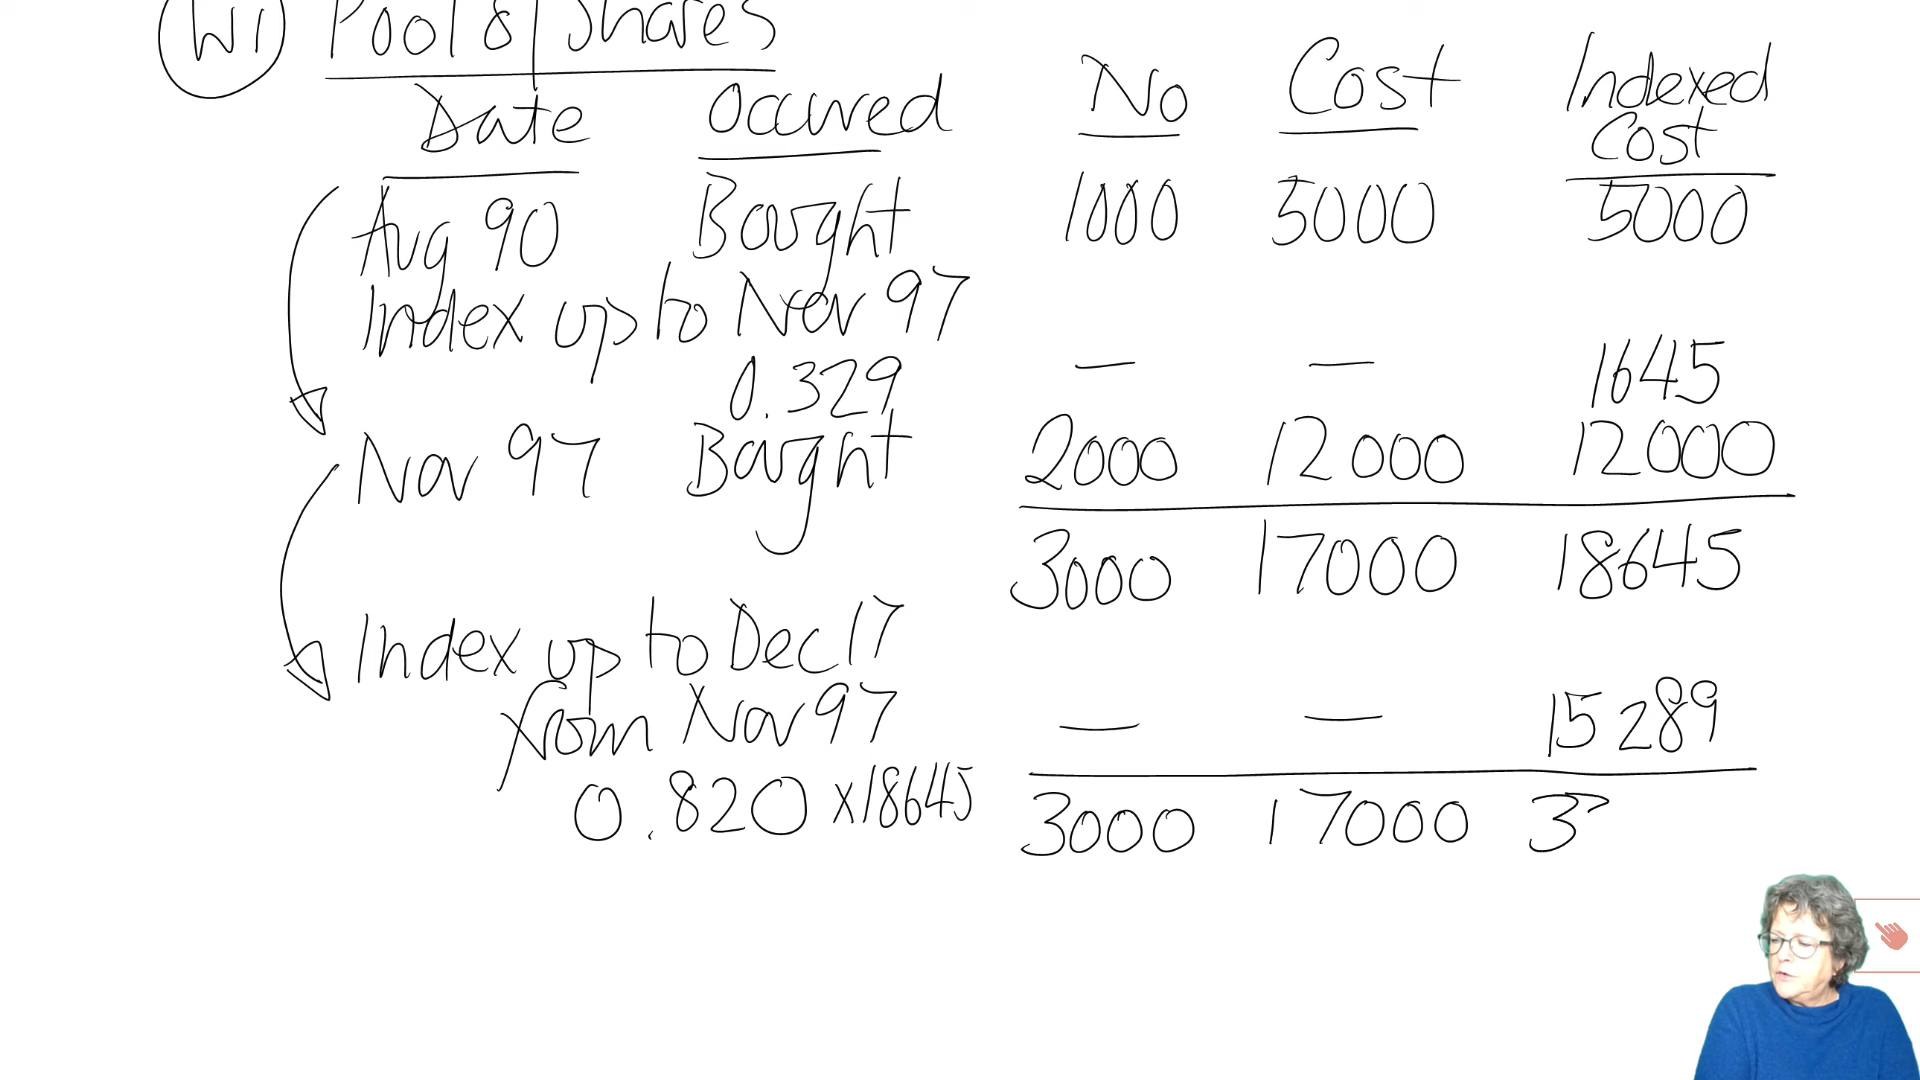 W1 Pool of Shares
Date Occured No Cost Indexed Cost
Aug 90 Bought 1000 5000 5000
Index up to Nov 97
0.329 — — 1645
Nov 97 Bought 2000 12000 12000
3000 17000 18645
Index up to Dec 17
from Nov 97 — — 15289
0.820 x 18645 3000 17000 33